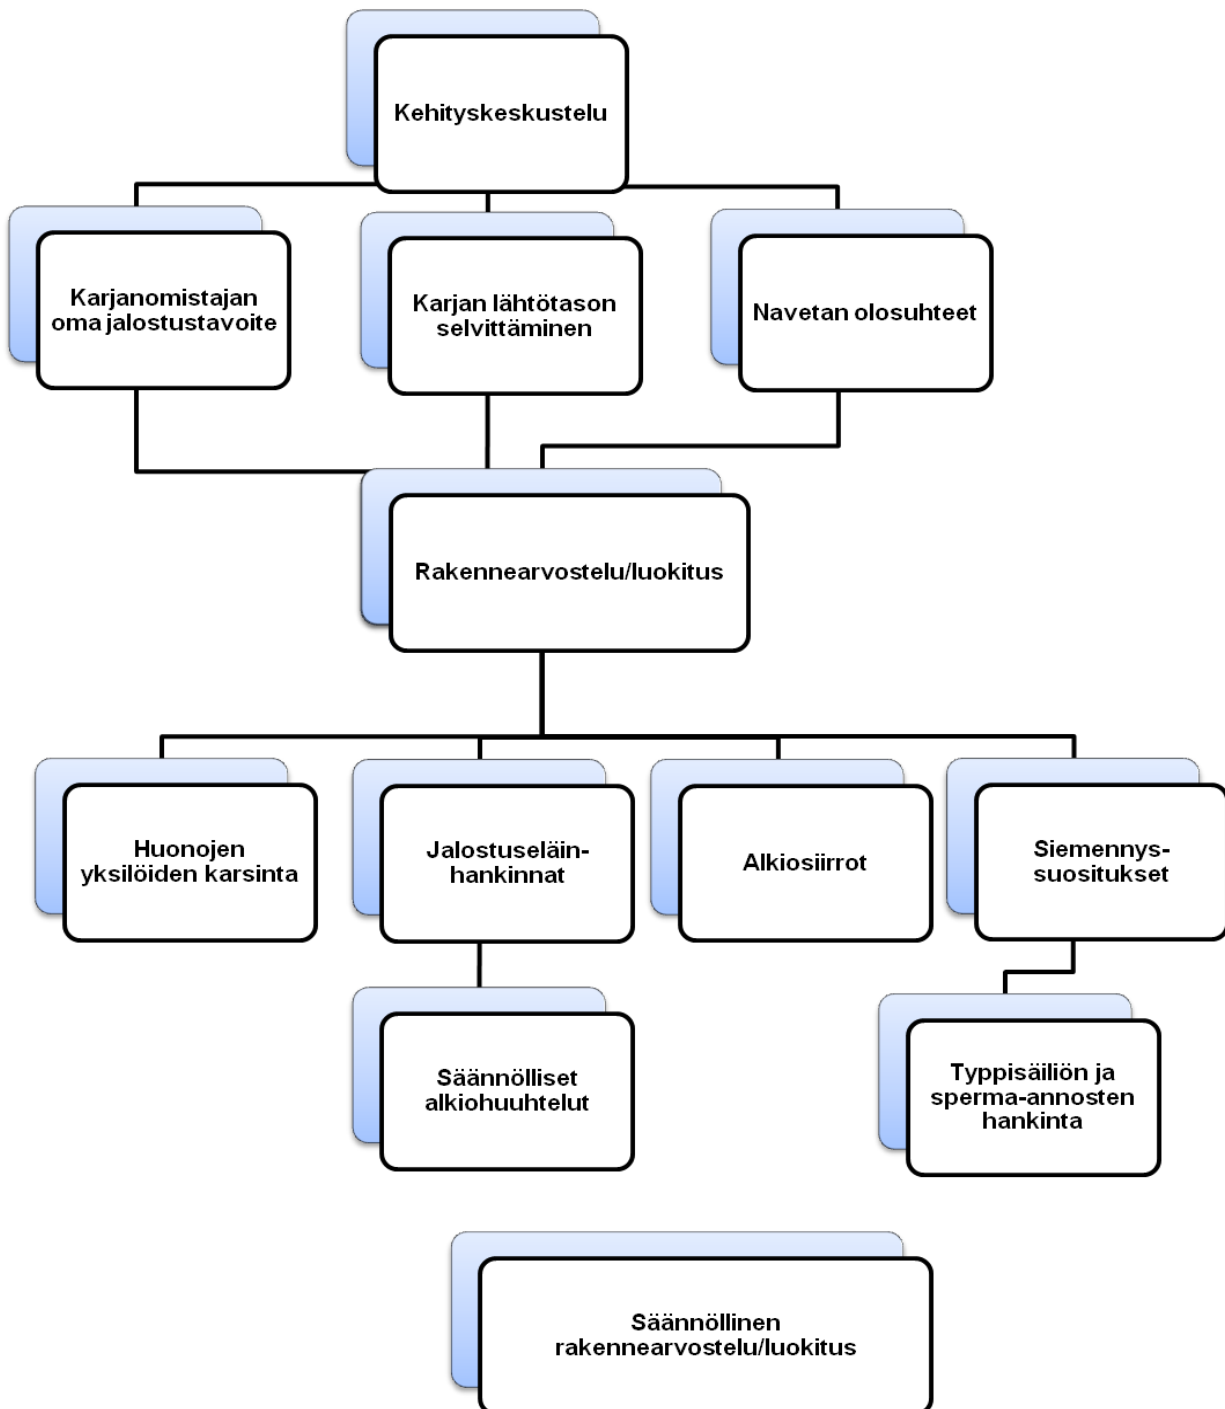 Kehityskeskustelu
Karjanomistajan
oma jalostustavoite
Karjan lähtötason
selvittäminen
Navetan olosuhteet
Rakennearvostelu/luokitus
Huonojen
yksilöiden karsinta
Jalostuseläin-
hankinnat
Alkiosiirrot
Siemennys-
suositukset
Säännölliset
alkiohuuhtelut
Typpisäiliön ja
sperma-annosten
hankinta
Säännöllinen
rakennearvostelu/luokitus